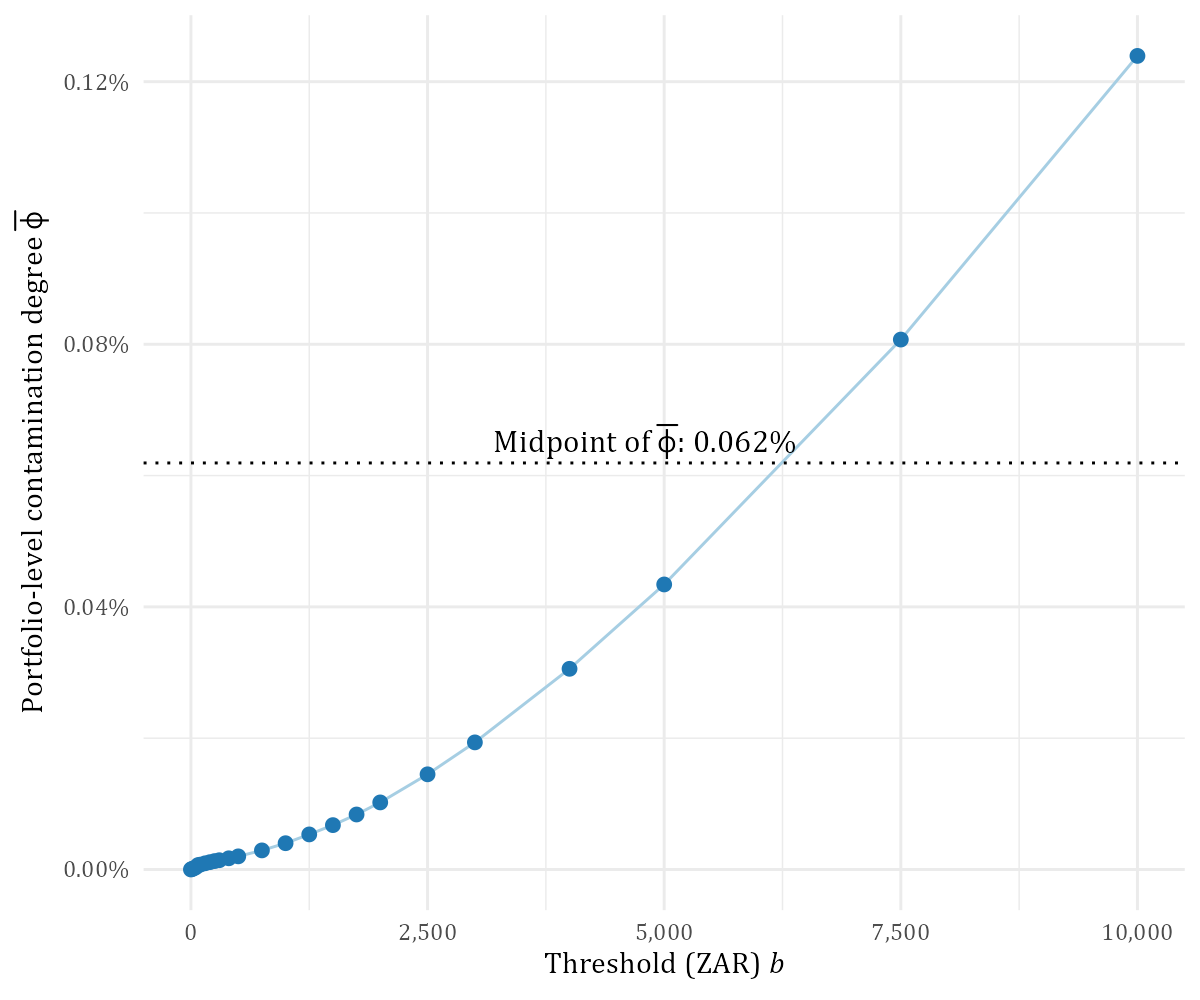 Portfolio-level contamination degree ϕ̅
0.12%
0.08%
0.04%
0.00%
Midpoint of ϕ̅: 0.062%
0 2,500 5,000 7,500 10,000
Threshold (ZAR) b